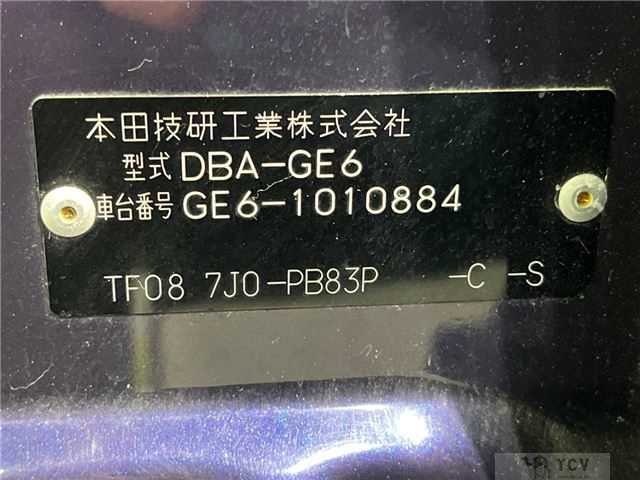 本田技研工業株式会社
型式 DBA-GE6
車台番号 GE6-1010884
TF08 7J0-PB83P -C -S
TCV